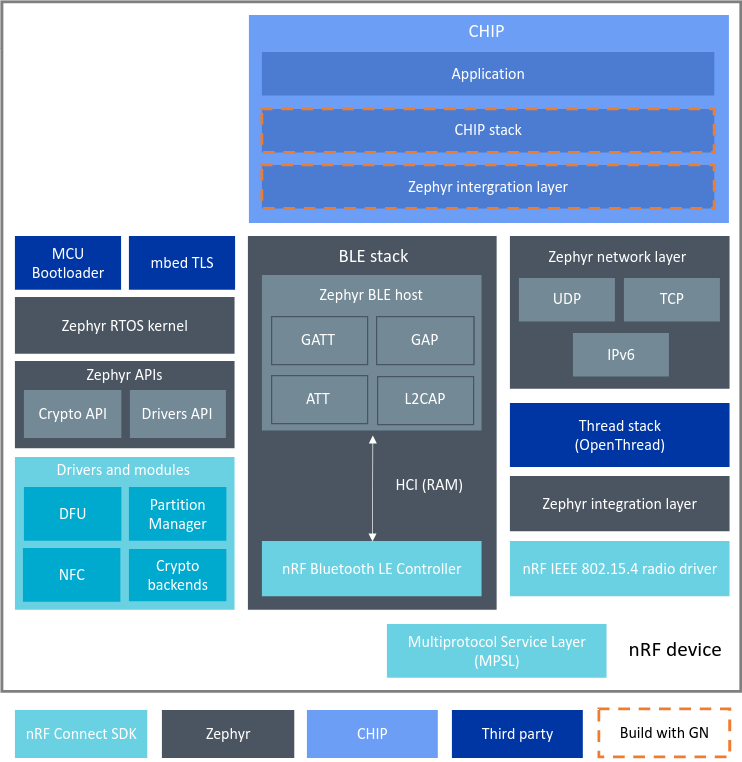 CHIP
Application
CHIP stack
Zephyr intergration layer
MCU
Bootloader
mbed TLS
Zephyr RTOS kernel
Zephyr APIs
Crypto API
Drivers API
Drivers and modules
DFU
Partition
Manager
NFC
Crypto
backends
BLE stack
Zephyr BLE host
GATT
GAP
ATT
L2CAP
HCI (RAM)
nRF Bluetooth LE Controller
Zephyr network layer
UDP
TCP
IPv6
Thread stack
(OpenThread)
Zephyr integration layer
nRF IEEE 802.15.4 radio driver
Multiprotocol Service Layer
(MPSL)
nRF device
nRF Connect SDK
Zephyr
CHIP
Third party
Build with GN